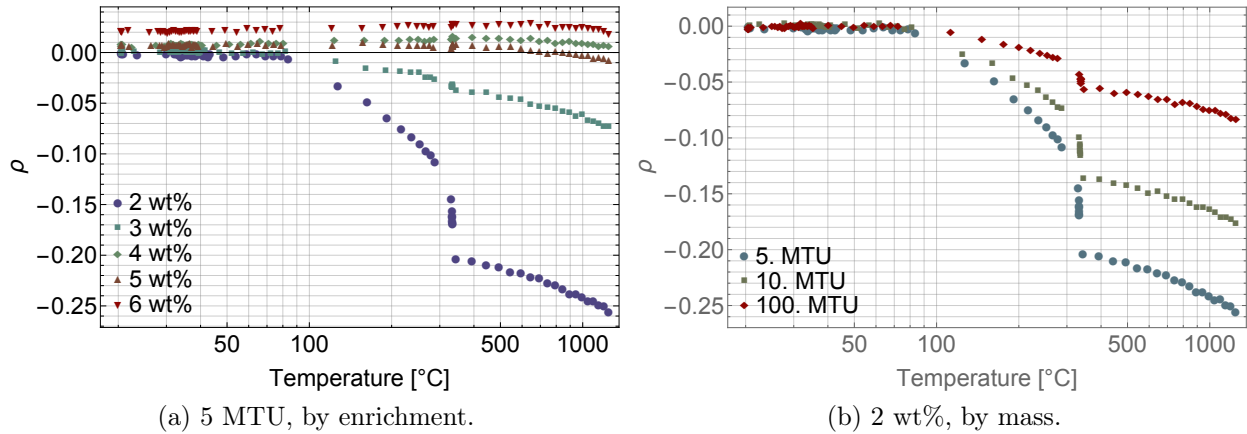 0.00
−0.05
−0.10
−0.15
−0.20
−0.25
ρ
2 wt%
3 wt%
4 wt%
5 wt%
6 wt%
50 100 500 1000
Temperature [°C]
(a) 5 MTU, by enrichment.
0.00
−0.05
−0.10
−0.15
−0.20
−0.25
ρ
5. MTU
10. MTU
100. MTU
50 100 500 1000
Temperature [°C]
(b) 2 wt%, by mass.